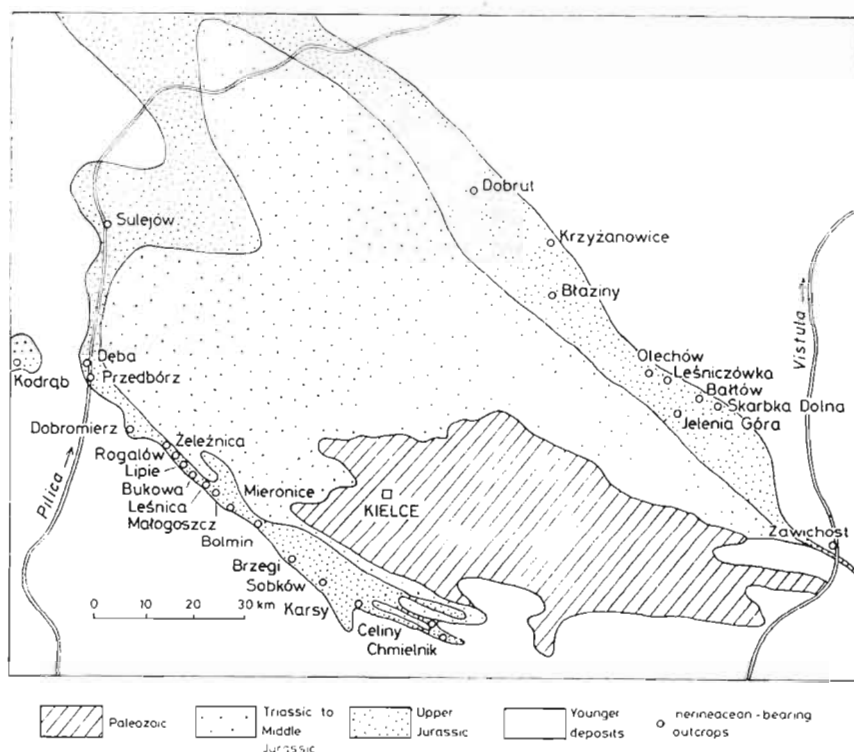 Dobrut
Sulejów
Krzyżanowice
Błaziny
Vistula
Olechów
Leśniczówka
Bałtów
Skarbka Dolna
Jelenia Góra
Dęba
Przedbórz
Kodrąb
Dobromierz
Żeleźnica
Rogalów
Lipie
Bukowa
Leśnica
Małogoszcz
Mieronice
KIELCE
Pilica
Bolmin
Zawichost
Brzegi
Sobków
0 10 20 30 km
Karsy
Celiny
Chmielnik
Paleozoic
Triassic to
Middle
Jurassic
Upper
Jurassic
Younger
deposits
nerineacean-bearing
outcrops